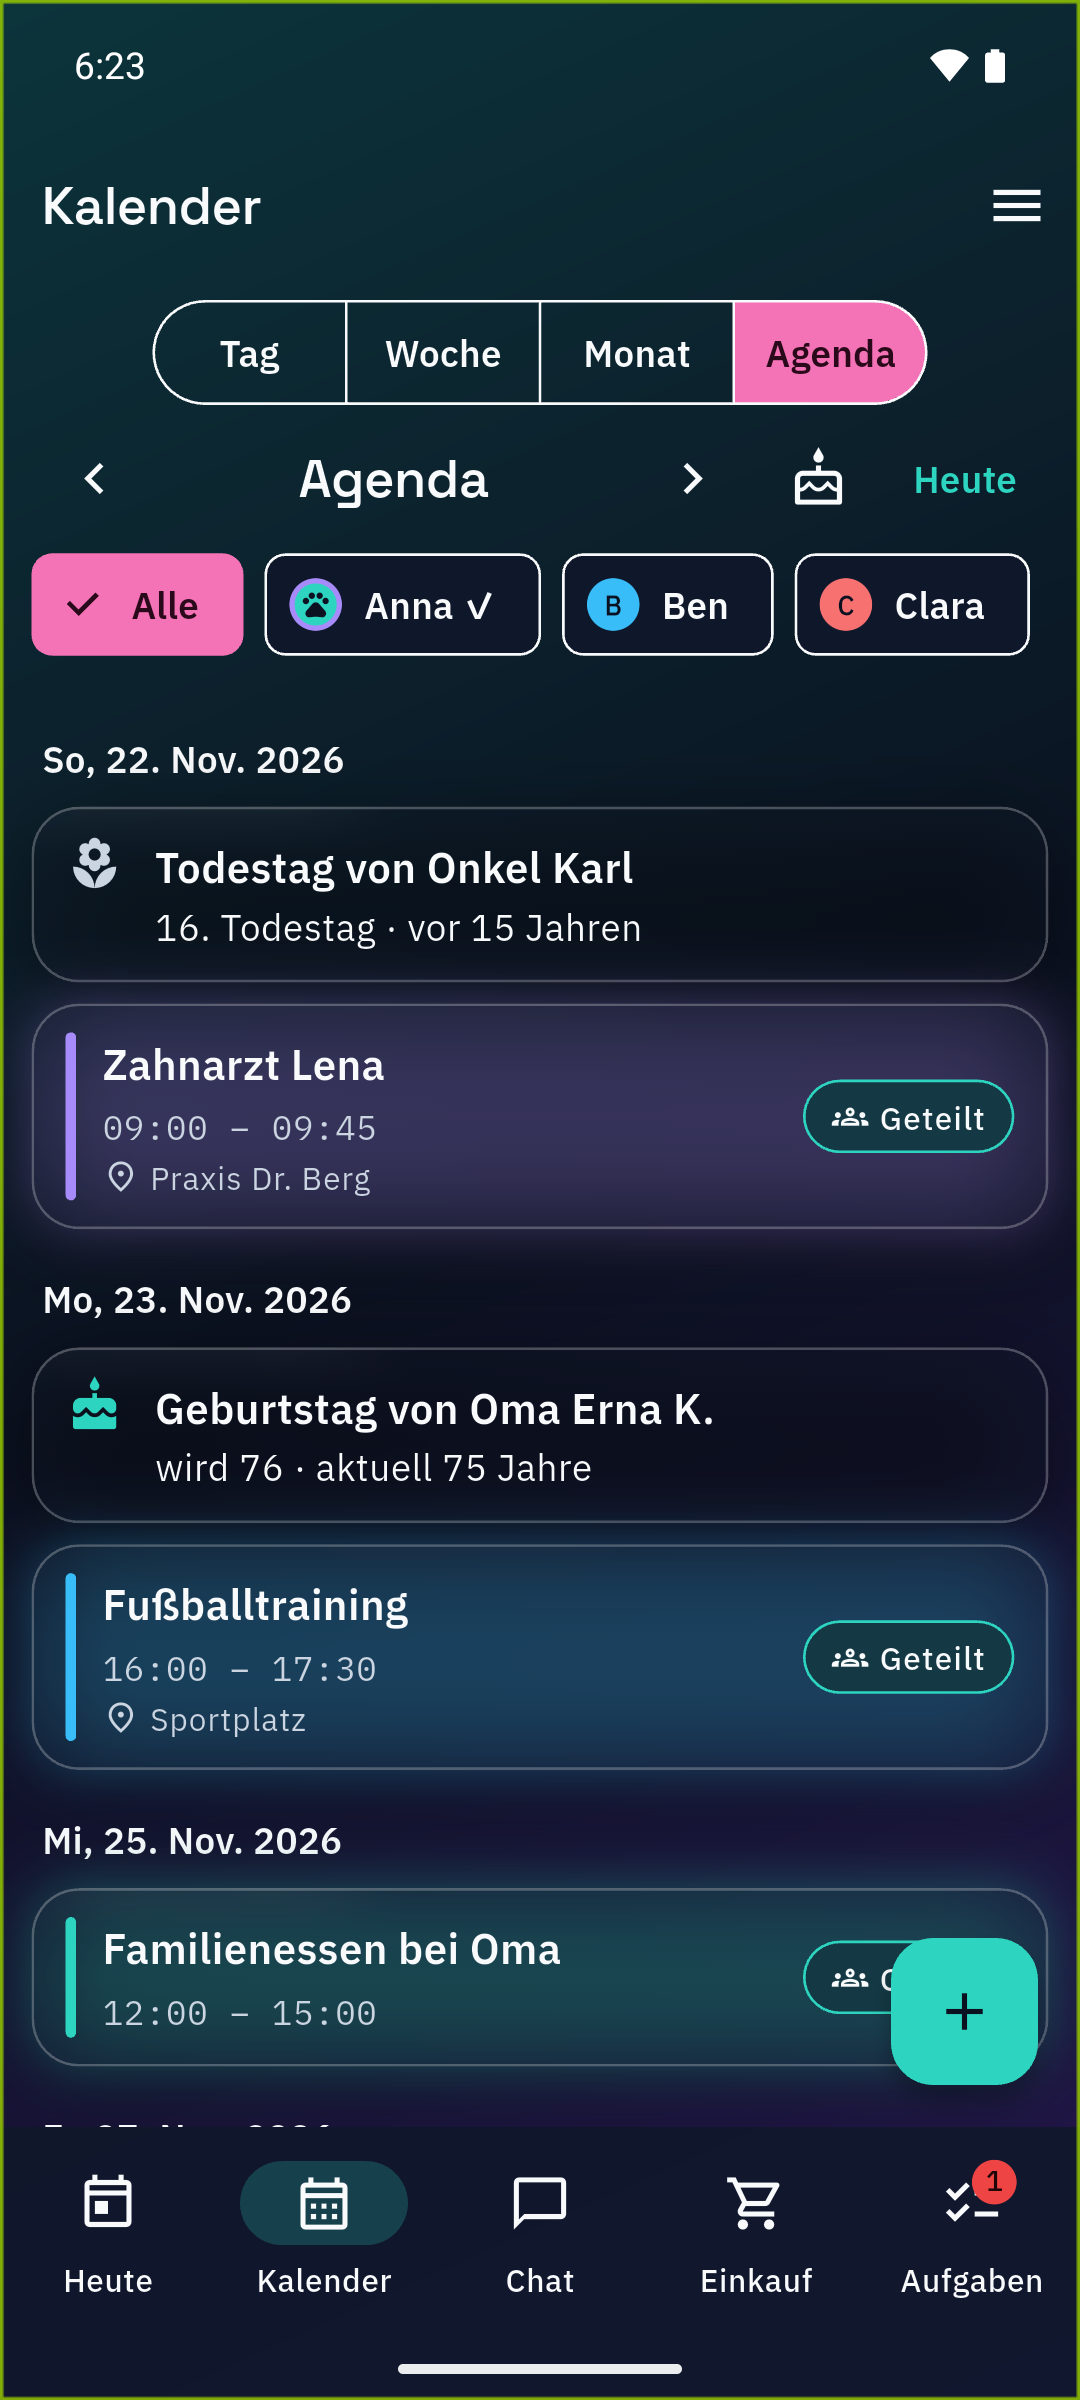 6:23
Kalender
Tag Woche Monat Agenda
Agenda Heute
Alle Anna √ B Ben C Clara
So, 22. Nov. 2026
Todestag von Onkel Karl
16. Todestag · vor 15 Jahren
Zahnarzt Lena
09:00 – 09:45
Geteilt
Praxis Dr. Berg
Mo, 23. Nov. 2026
Geburtstag von Oma Erna K.
wird 76 · aktuell 75 Jahre
Fußballtraining
16:00 – 17:30
Geteilt
Sportplatz
Mi, 25. Nov. 2026
Familienessen bei Oma
12:00 – 15:00
1
Heute Kalender Chat Einkauf Aufgaben